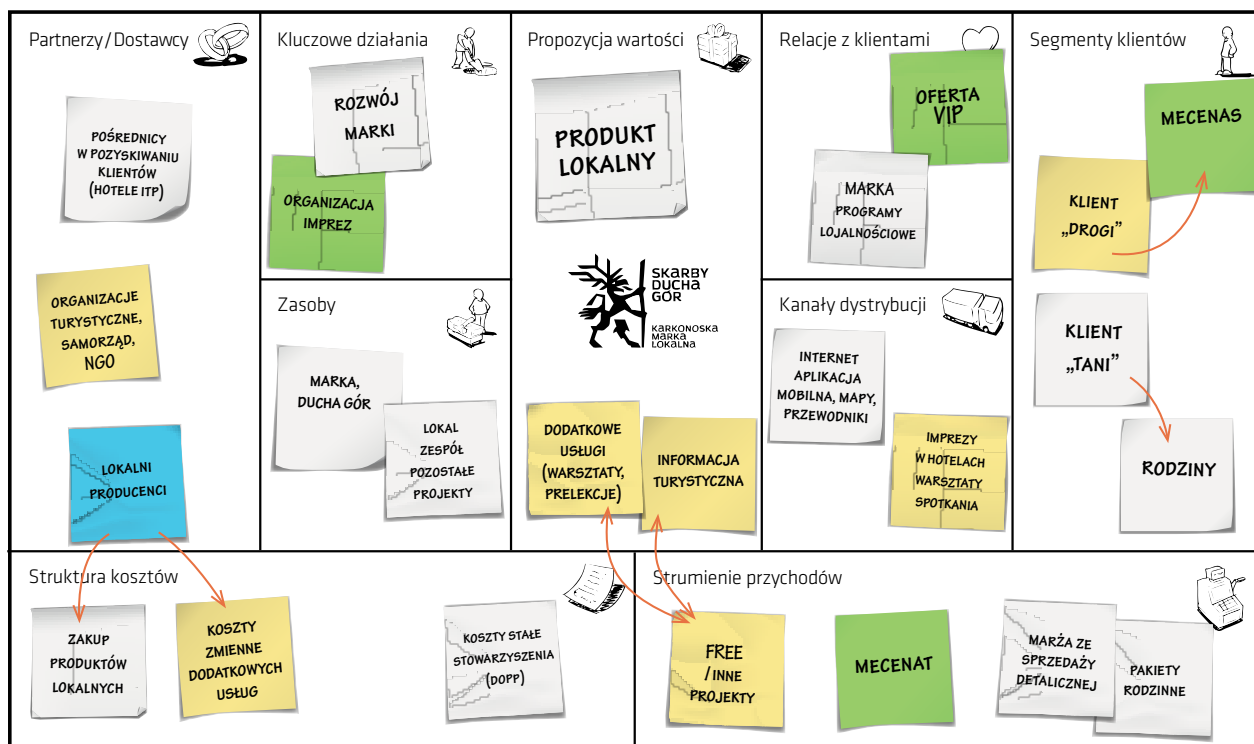 Partnerzy/Dostawcy
POŚREDNICY
W POZYSKIWANIU
KLIENTÓW
(HOTELE ITP)
ORGANIZACJE
TURYSTYCZNE,
SAMORZĄD,
NGO
LOKALNI
PRODUCENCI
Kluczowe działania
ROZWÓJ
MARKI
ORGANIZACJA
IMPREZ
Zasoby
MARKA,
DUCHA GÓR
LOKAL
ZESPÓŁ
POZOSTAŁE
PROJEKTY
Propozycja wartości
PRODUKT
LOKALNY
SKARBY
DUCHA
GÓR
KARKONOSKA
MARKA
LOKALNA
DODATKOWE
USŁUGI
(WARSZTATY,
PRELEKCJE)
INFORMACJA
TURYSTYCZNA
Relacje z klientami
OFERTA
VIP
MARKA
PROGRAMY
LOJALNOŚCIOWE
Kanały dystrybucji
INTERNET
APLIKACJA
MOBILNA, MAPY,
PRZEWODNIKI
IMPREZY
W HOTELACH
WARSZTATY
SPOTKANIA
Segmenty klientów
MECENAS
KLIENT
„DROGI”
KLIENT
„TANI”
RODZINY
Struktura kosztów
ZAKUP
PRODUKTÓW
LOKALNYCH
KOSZTY
ZMIENNE
DODATKOWYCH
USŁUG
KOSZTY STAŁE
STOWARZYSZENIA
(DOPP)
Strumienie przychodów
FREE
/INNE
PROJEKTY
MECENAT
MARŻA ZE
SPRZEDAŻY
DETALICZNEJ
PAKIETY
RODZINNE